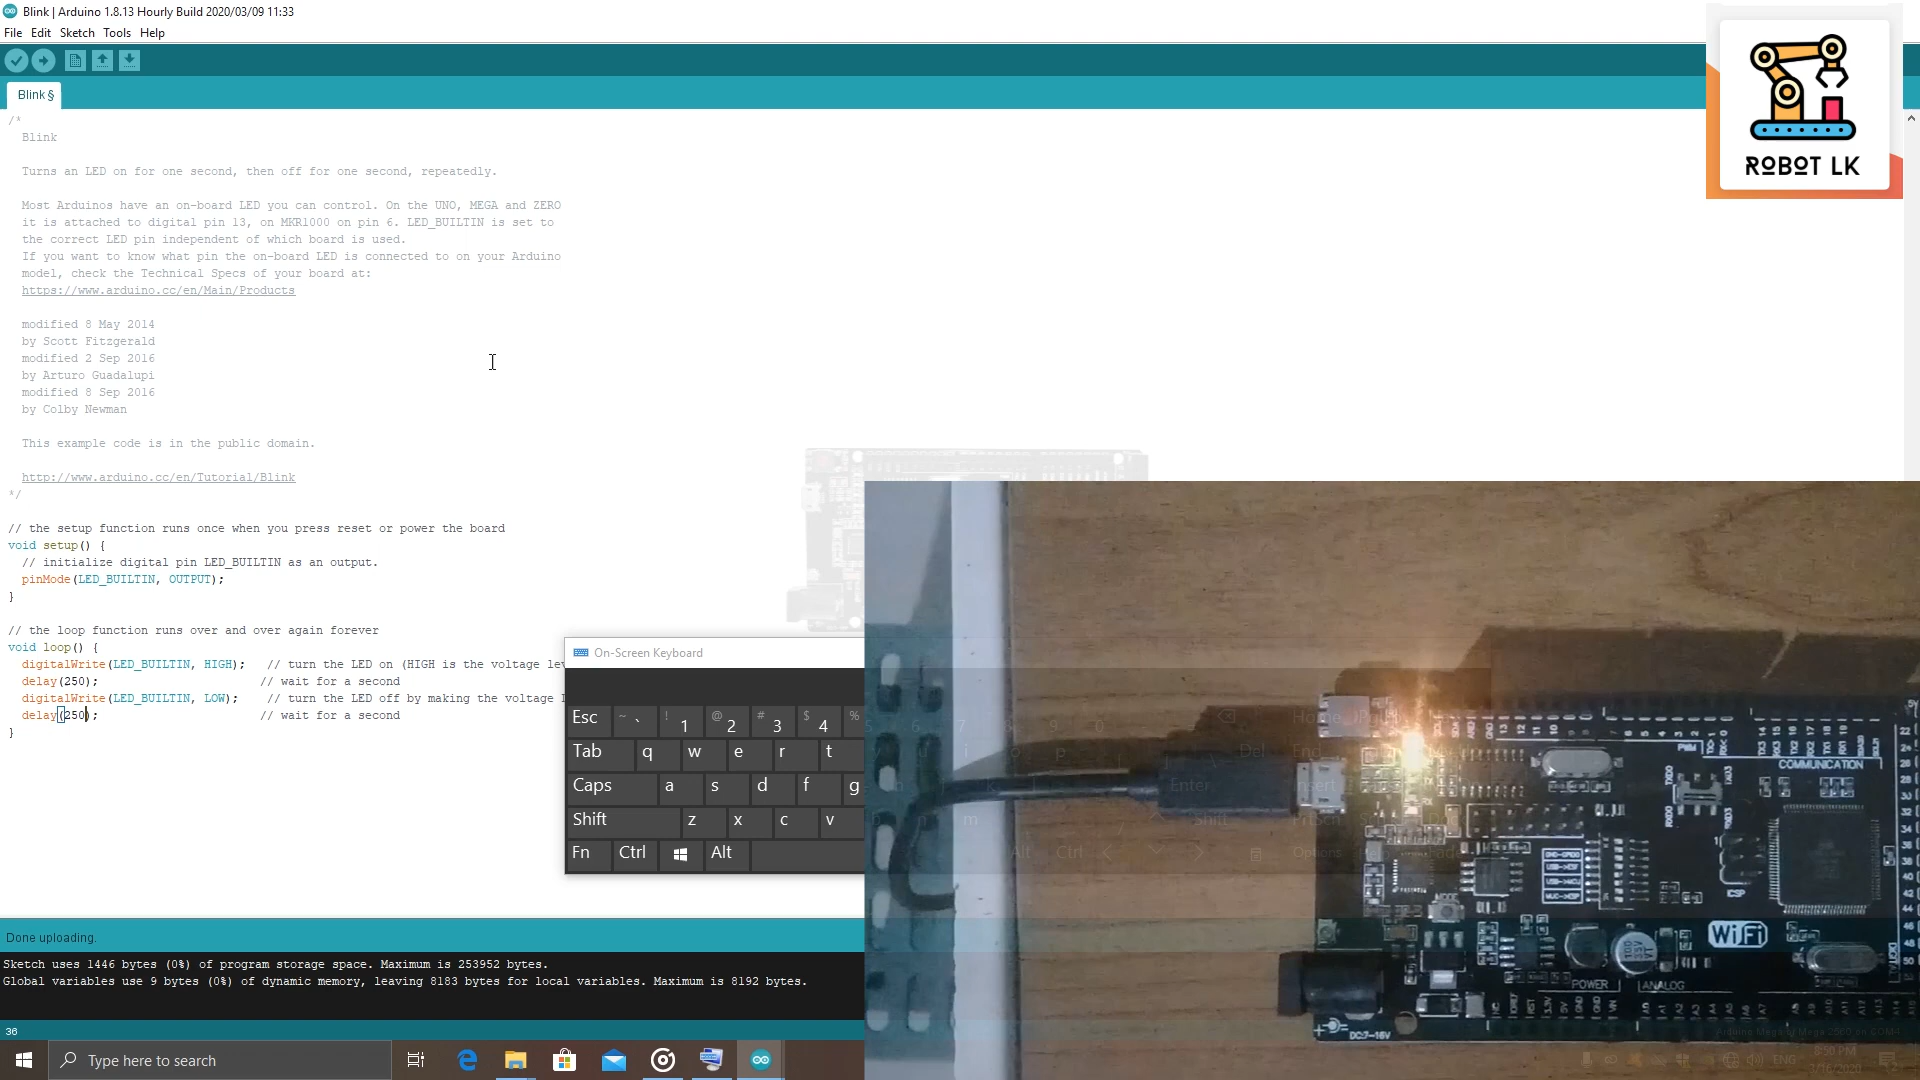 Blink | Arduino 1.8.13 Hourly Build 2020/03/09 11:33
File Edit Sketch Tools Help
Blink §
ROBOT LK
/*
Blink
Turns an LED on for one second, then off for one second, repeatedly.
Most Arduinos have an on-board LED you can control. On the UNO, MEGA and ZERO
it is attached to digital pin 13, on MKR1000 on pin 6. LED_BUILTIN is set to
the correct LED pin independent of which board is used.
If you want to know what pin the on-board LED is connected to on your Arduino
model, check the Technical Specs of your board at:
https://www.arduino.cc/en/Main/Products
modified 8 May 2014
by Scott Fitzgerald
modified 2 Sep 2016
by Arturo Guadalupi
modified 8 Sep 2016
by Colby Newman
This example code is in the public domain.
http://www.arduino.cc/en/Tutorial/Blink
*/
// the setup function runs once when you press reset or power the board
void setup() {
// initialize digital pin LED_BUILTIN as an output.
pinMode(LED_BUILTIN, OUTPUT);
}
// the loop function runs over and over again forever
void loop() {
digitalWrite(LED_BUILTIN, HIGH); // turn the LED on (HIGH is the voltage lev
delay(250); // wait for a second
digitalWrite(LED_BUILTIN, LOW); // turn the LED off by making the voltage L
delay(250); // wait for a second
}
On-Screen Keyboard
Esc ~ ` ! 1 @ 2 # 3 $ 4 %
Tab q w e r t
Caps a s d f g
Shift z x c v
Fn Ctrl Alt
PWM
COMMUNICATION
ICSP
MODE
WiFi
POWER ANALOG
DC:7-16V
Done uploading.
Sketch uses 1446 bytes (0%) of program storage space. Maximum is 253952 bytes.
Global variables use 9 bytes (0%) of dynamic memory, leaving 8183 bytes for local variables. Maximum is 8192 bytes.
36
Type here to search
8:50 PM
ENG